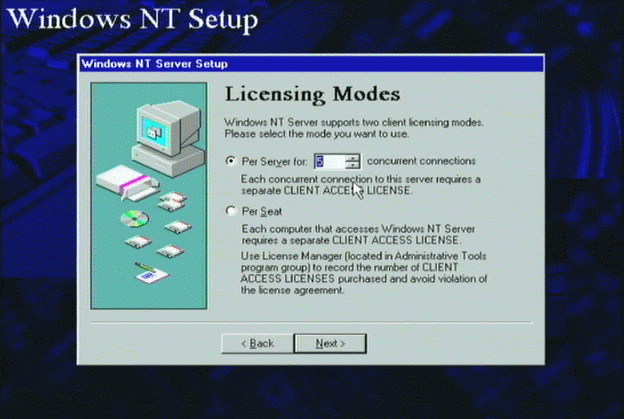 Windows NT Setup
Windows NT Server Setup
Licensing Modes
Windows NT Server supports two client licensing modes.
Please select the mode you want to use.
Per Server for: 5 concurrent connections
Each concurrent connection to this server requires a
separate CLIENT ACCESS LICENSE.
Per Seat
Each computer that accesses Windows NT Server
requires a separate CLIENT ACCESS LICENSE.
Use License Manager (located in Administrative Tools
program group) to record the number of CLIENT
ACCESS LICENSES purchased and avoid violation of
the license agreement.
< Back Next >